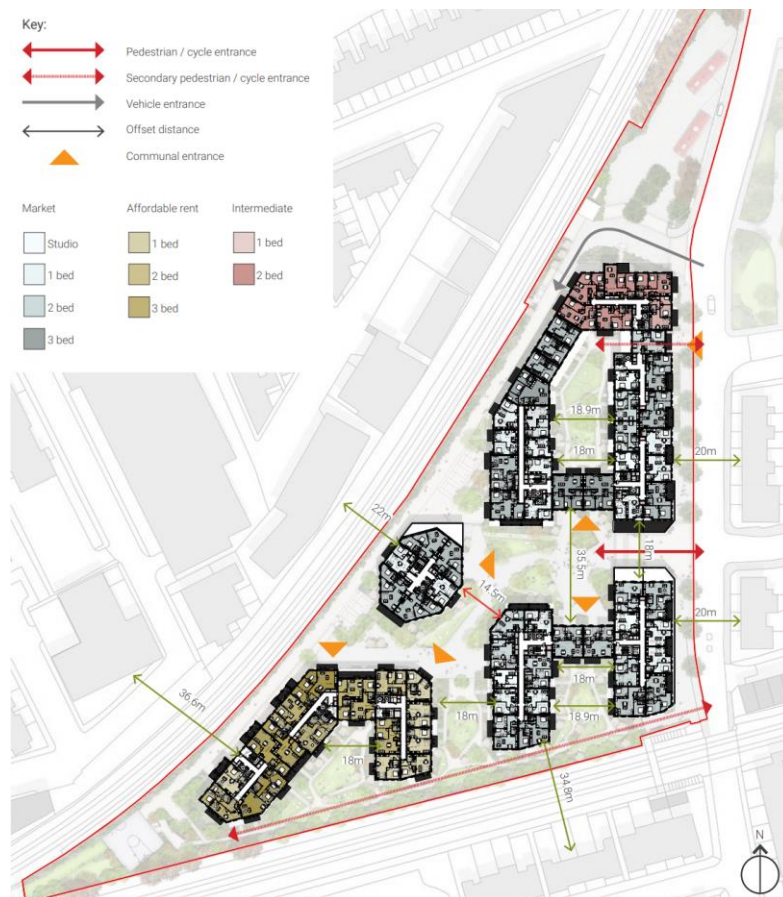 Key:
Pedestrian / cycle entrance
Secondary pedestrian / cycle entrance
Vehicle entrance
Offset distance
Communal entrance
Market
Affordable rent
Intermediate
Studio
1 bed
1 bed
1 bed
2 bed
2 bed
2 bed
3 bed
3 bed
18.9m
18m
20m
22m
35.5m
18m
14.5m
20m
36.6m
18m
18m
18.9m
18m
34.8m
N